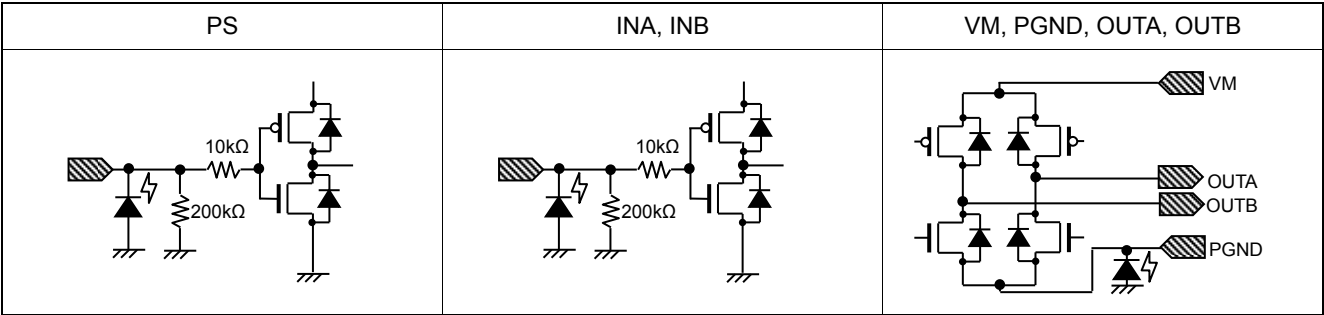 PS
INA, INB
VM, PGND, OUTA, OUTB
10kΩ
200kΩ
10kΩ
200kΩ
VM
OUTA
OUTB
PGND